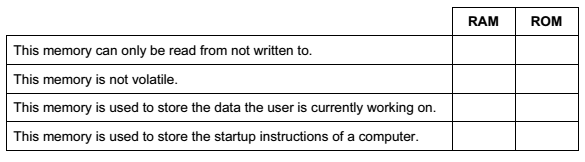 RAM ROM
This memory can only be read from not written to.
This memory is not volatile.
This memory is used to store the data the user is currently working on.
This memory is used to store the startup instructions of a computer.